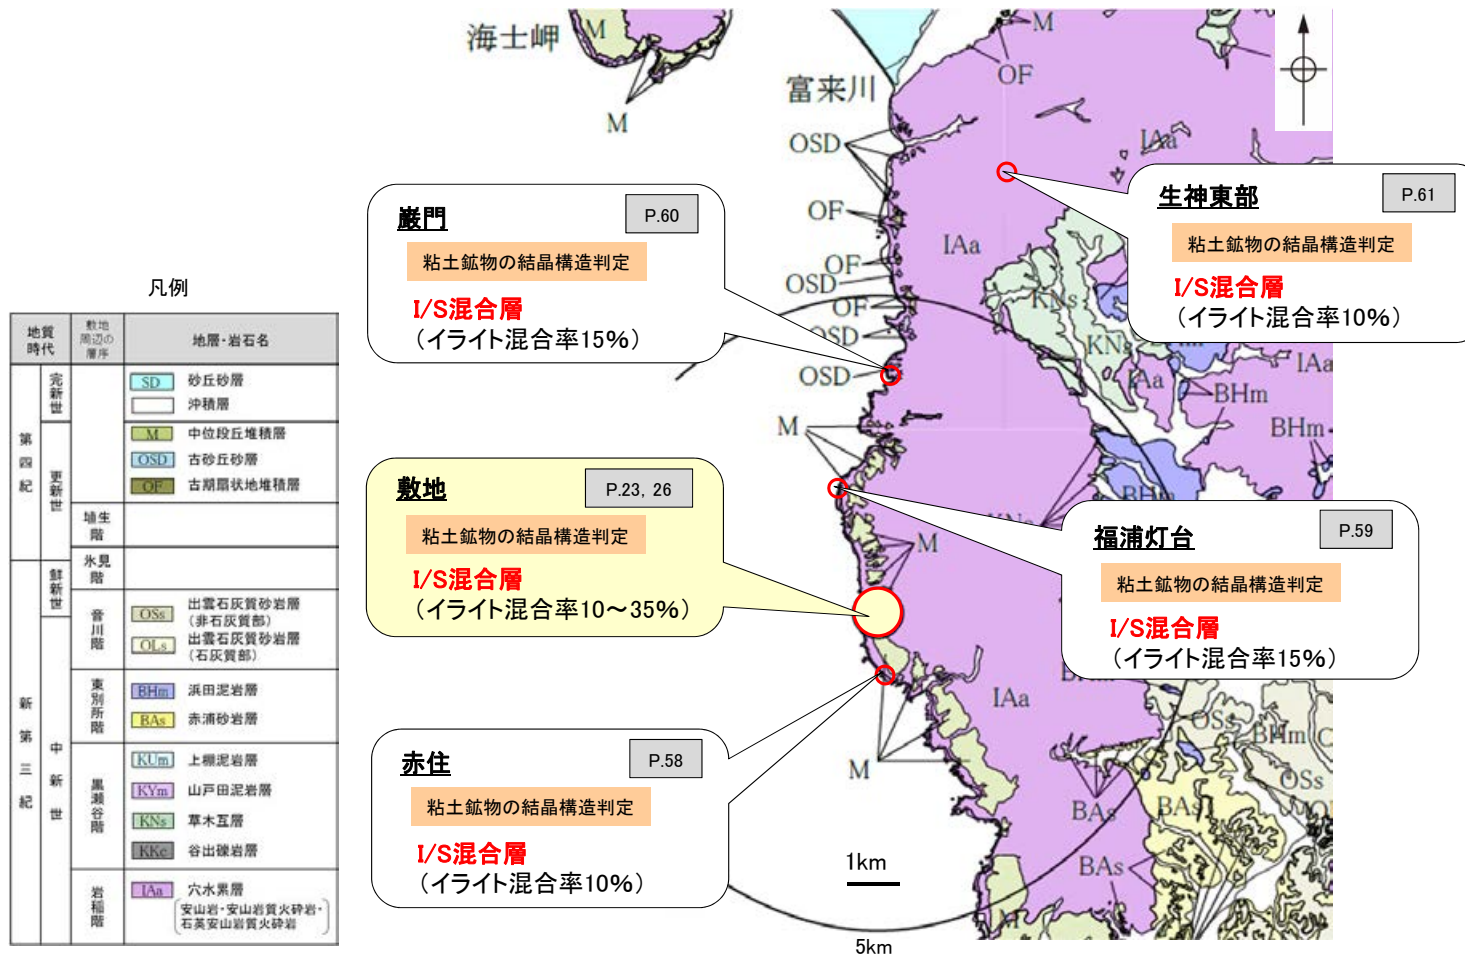 海士岬
M
M
富来川
OSD
OF
OF
OSD
OF
OSD
OSD
M
OF
IAa
IAa
KNs
KNs
IAa
IAa
BHm
BHm
BHm
M
M
IAa
M
M
OSs
BHm
OSs
BAs
BAs
BAs
巌門
P.60
粘土鉱物の結晶構造判定
I/S混合層
(イライト混合率15%)
生神東部
P.61
粘土鉱物の結晶構造判定
I/S混合層
(イライト混合率10%)
敷地
P.23, 26
粘土鉱物の結晶構造判定
I/S混合層
(イライト混合率10～35%)
福浦灯台
P.59
粘土鉱物の結晶構造判定
I/S混合層
(イライト混合率15%)
赤住
P.58
粘土鉱物の結晶構造判定
I/S混合層
(イライト混合率10%)
1km
5km
凡例
地質時代
敷地周辺の層序
地層・岩石名
第四紀
完新世
SD 砂丘砂層
沖積層
更新世
M 中位段丘堆積層
OSD 古砂丘砂層
OF 古期扇状地堆積層
埴生階
新第三紀
鮮新世
氷見階
中新世
音川階
OSs 出雲石灰質砂岩層
(非石灰質部)
OLs 出雲石灰質砂岩層
(石灰質部)
東別所階
BHm 浜田泥岩層
BAs 赤浦砂岩層
黒瀬谷階
KUm 上棚泥岩層
KYm 山戸田泥岩層
KNs 草木互層
KKc 谷出礫岩層
岩稲階
IAa 穴水累層
安山岩・安山岩質火砕岩・
石英安山岩質火砕岩